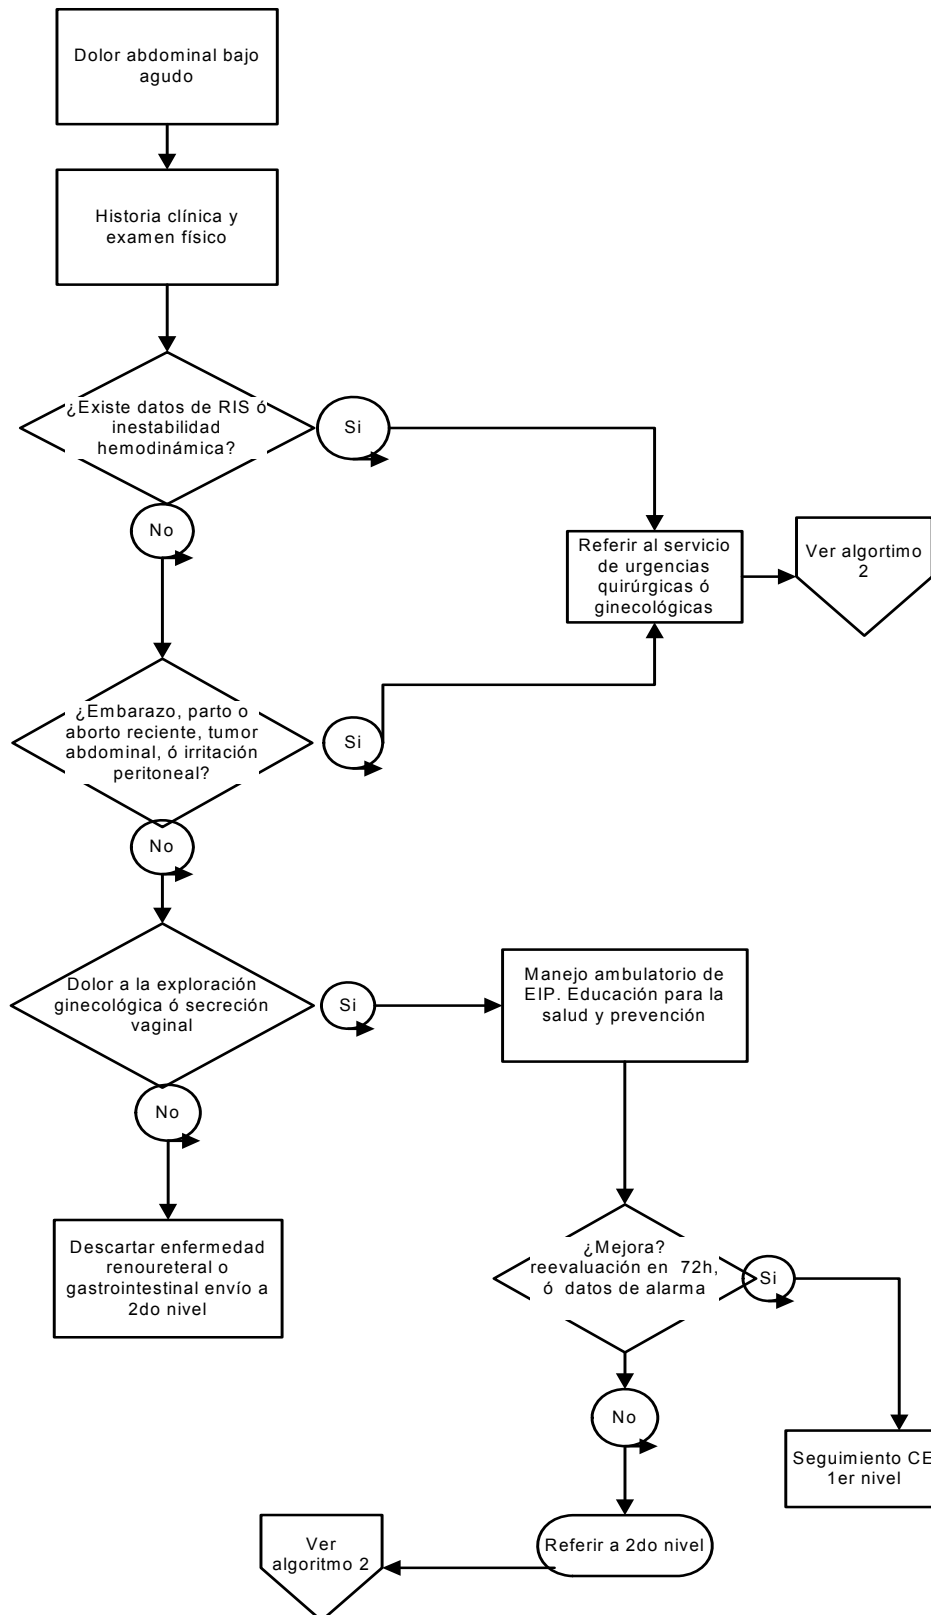 Dolor abdominal bajo
agudo
Historia clínica y
examen físico
¿Existe datos de RIS ó
inestabilidad
hemodinámica?
Si
No
Referir al servicio
de urgencias
quirúrgicas ó
ginecológicas
Ver algortimo
2
¿Embarazo, parto o
aborto reciente, tumor
abdominal, ó irritación
peritoneal?
Si
No
Dolor a la exploración
ginecológica ó secreción
vaginal
Si
Manejo ambulatorio de
EIP. Educación para la
salud y prevención
No
Descartar enfermedad
renoureteral o
gastrointestinal envío a
2do nivel
¿Mejora?
reevaluación en 72h,
ó datos de alarma
Si
No
Seguimiento CE
1er nivel
Referir a 2do nivel
Ver
algoritmo 2